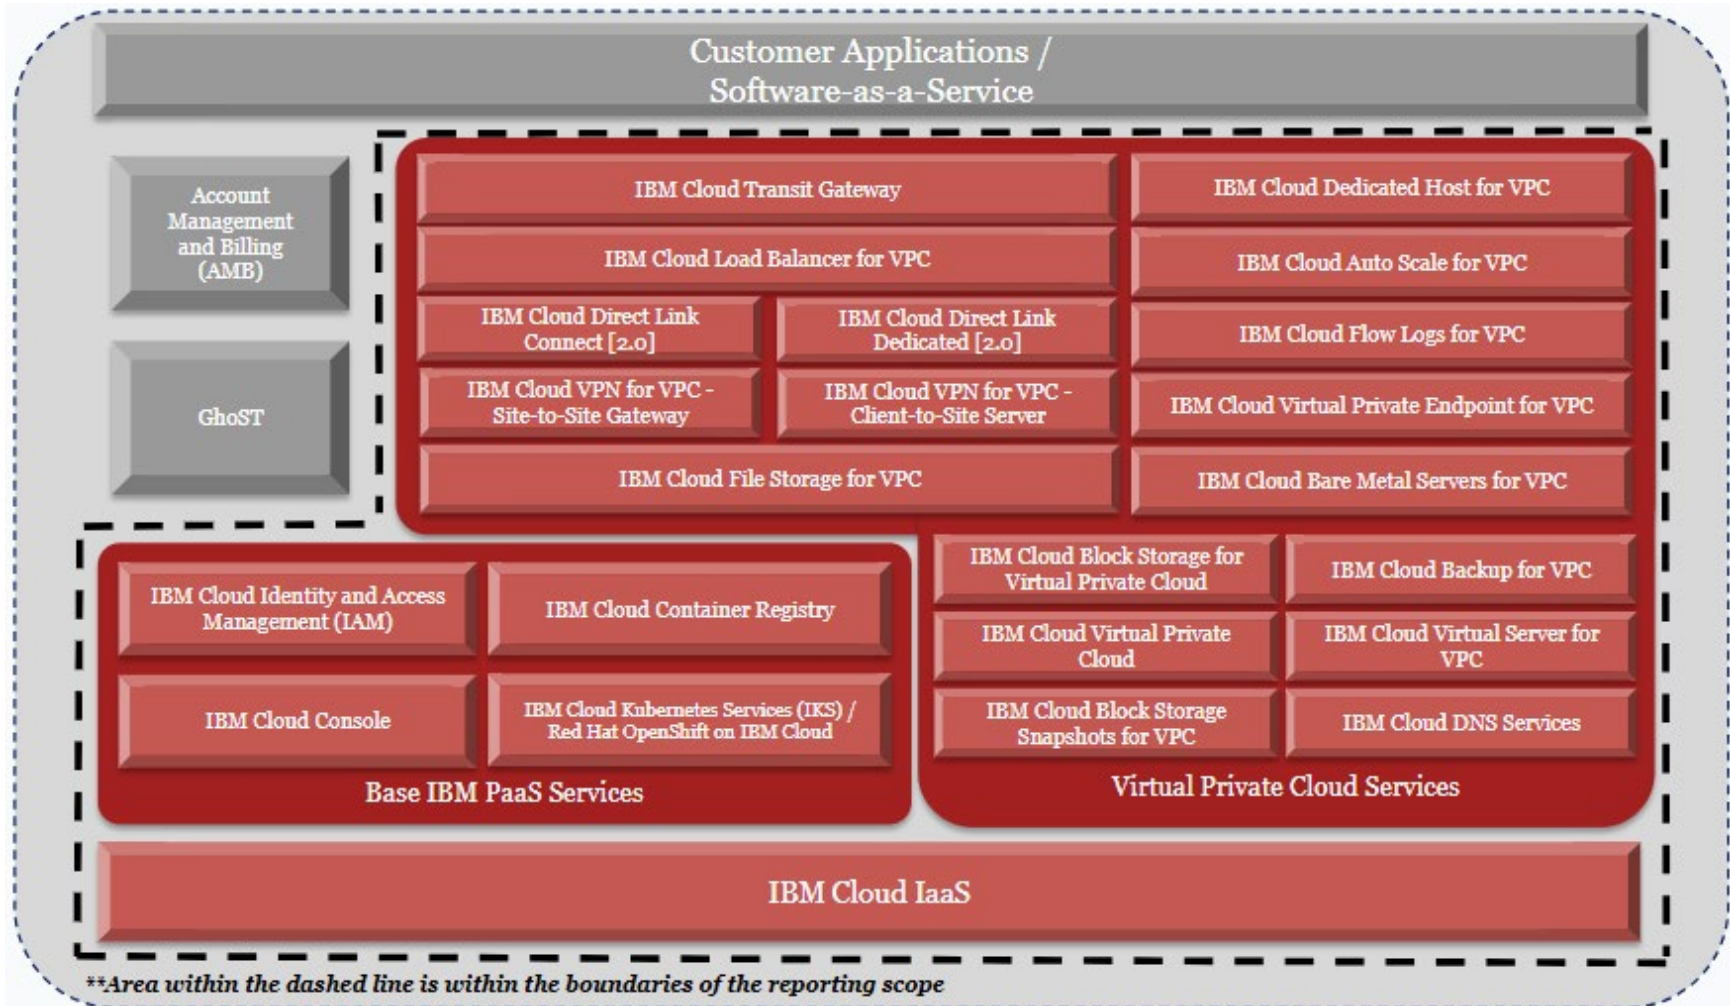 Customer Applications /
Software-as-a-Service
Account
Management
and Billing
(AMB)
GhoST
IBM Cloud Transit Gateway
IBM Cloud Dedicated Host for VPC
IBM Cloud Load Balancer for VPC
IBM Cloud Auto Scale for VPC
IBM Cloud Direct Link
Connect [2.0]
IBM Cloud Direct Link
Dedicated [2.0]
IBM Cloud Flow Logs for VPC
IBM Cloud VPN for VPC -
Site-to-Site Gateway
IBM Cloud VPN for VPC -
Client-to-Site Server
IBM Cloud Virtual Private Endpoint for VPC
IBM Cloud File Storage for VPC
IBM Cloud Bare Metal Servers for VPC
IBM Cloud Identity and Access
Management (IAM)
IBM Cloud Container Registry
IBM Cloud Console
IBM Cloud Kubernetes Services (IKS) /
Red Hat OpenShift on IBM Cloud
Base IBM PaaS Services
IBM Cloud Block Storage for
Virtual Private Cloud
IBM Cloud Backup for VPC
IBM Cloud Virtual Private
Cloud
IBM Cloud Virtual Server for
VPC
IBM Cloud Block Storage
Snapshots for VPC
IBM Cloud DNS Services
Virtual Private Cloud Services
IBM Cloud IaaS
**Area within the dashed line is within the boundaries of the reporting scope